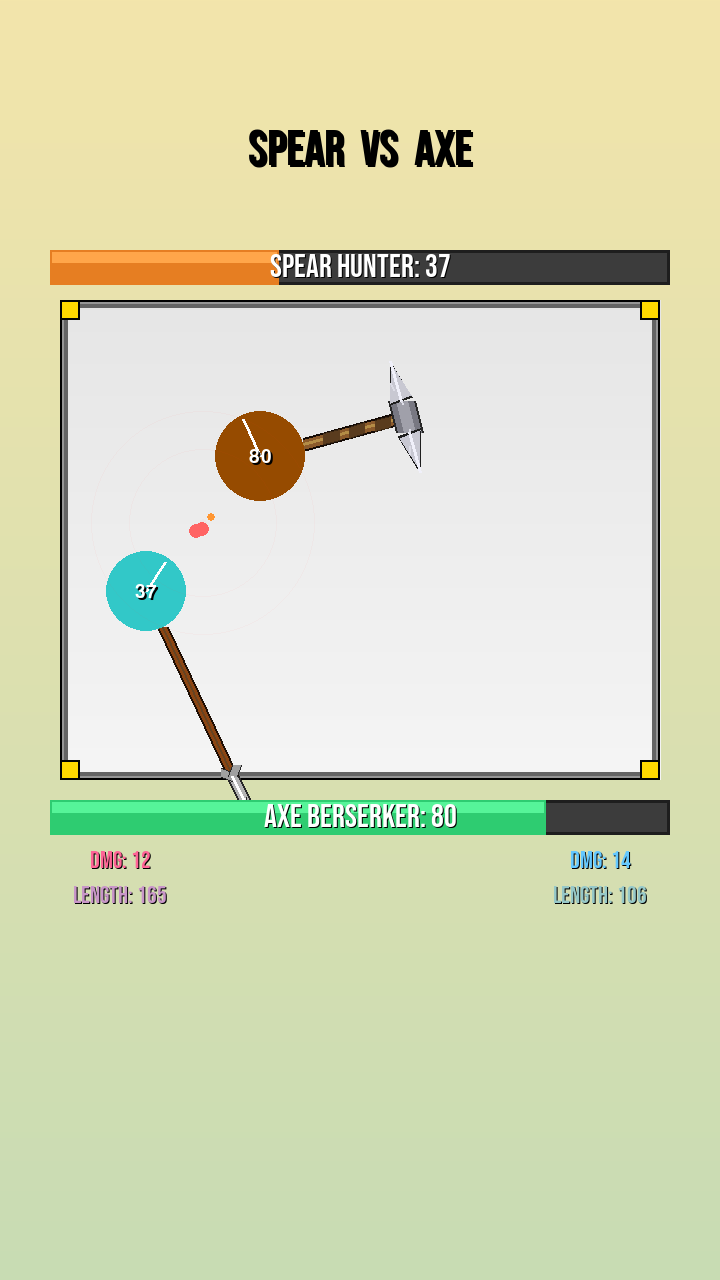 SPEAR VS AXE
SPEAR HUNTER: 37
80
37
AXE BERSERKER: 80
DMG: 12
DMG: 14
LENGTH: 165
LENGTH: 106